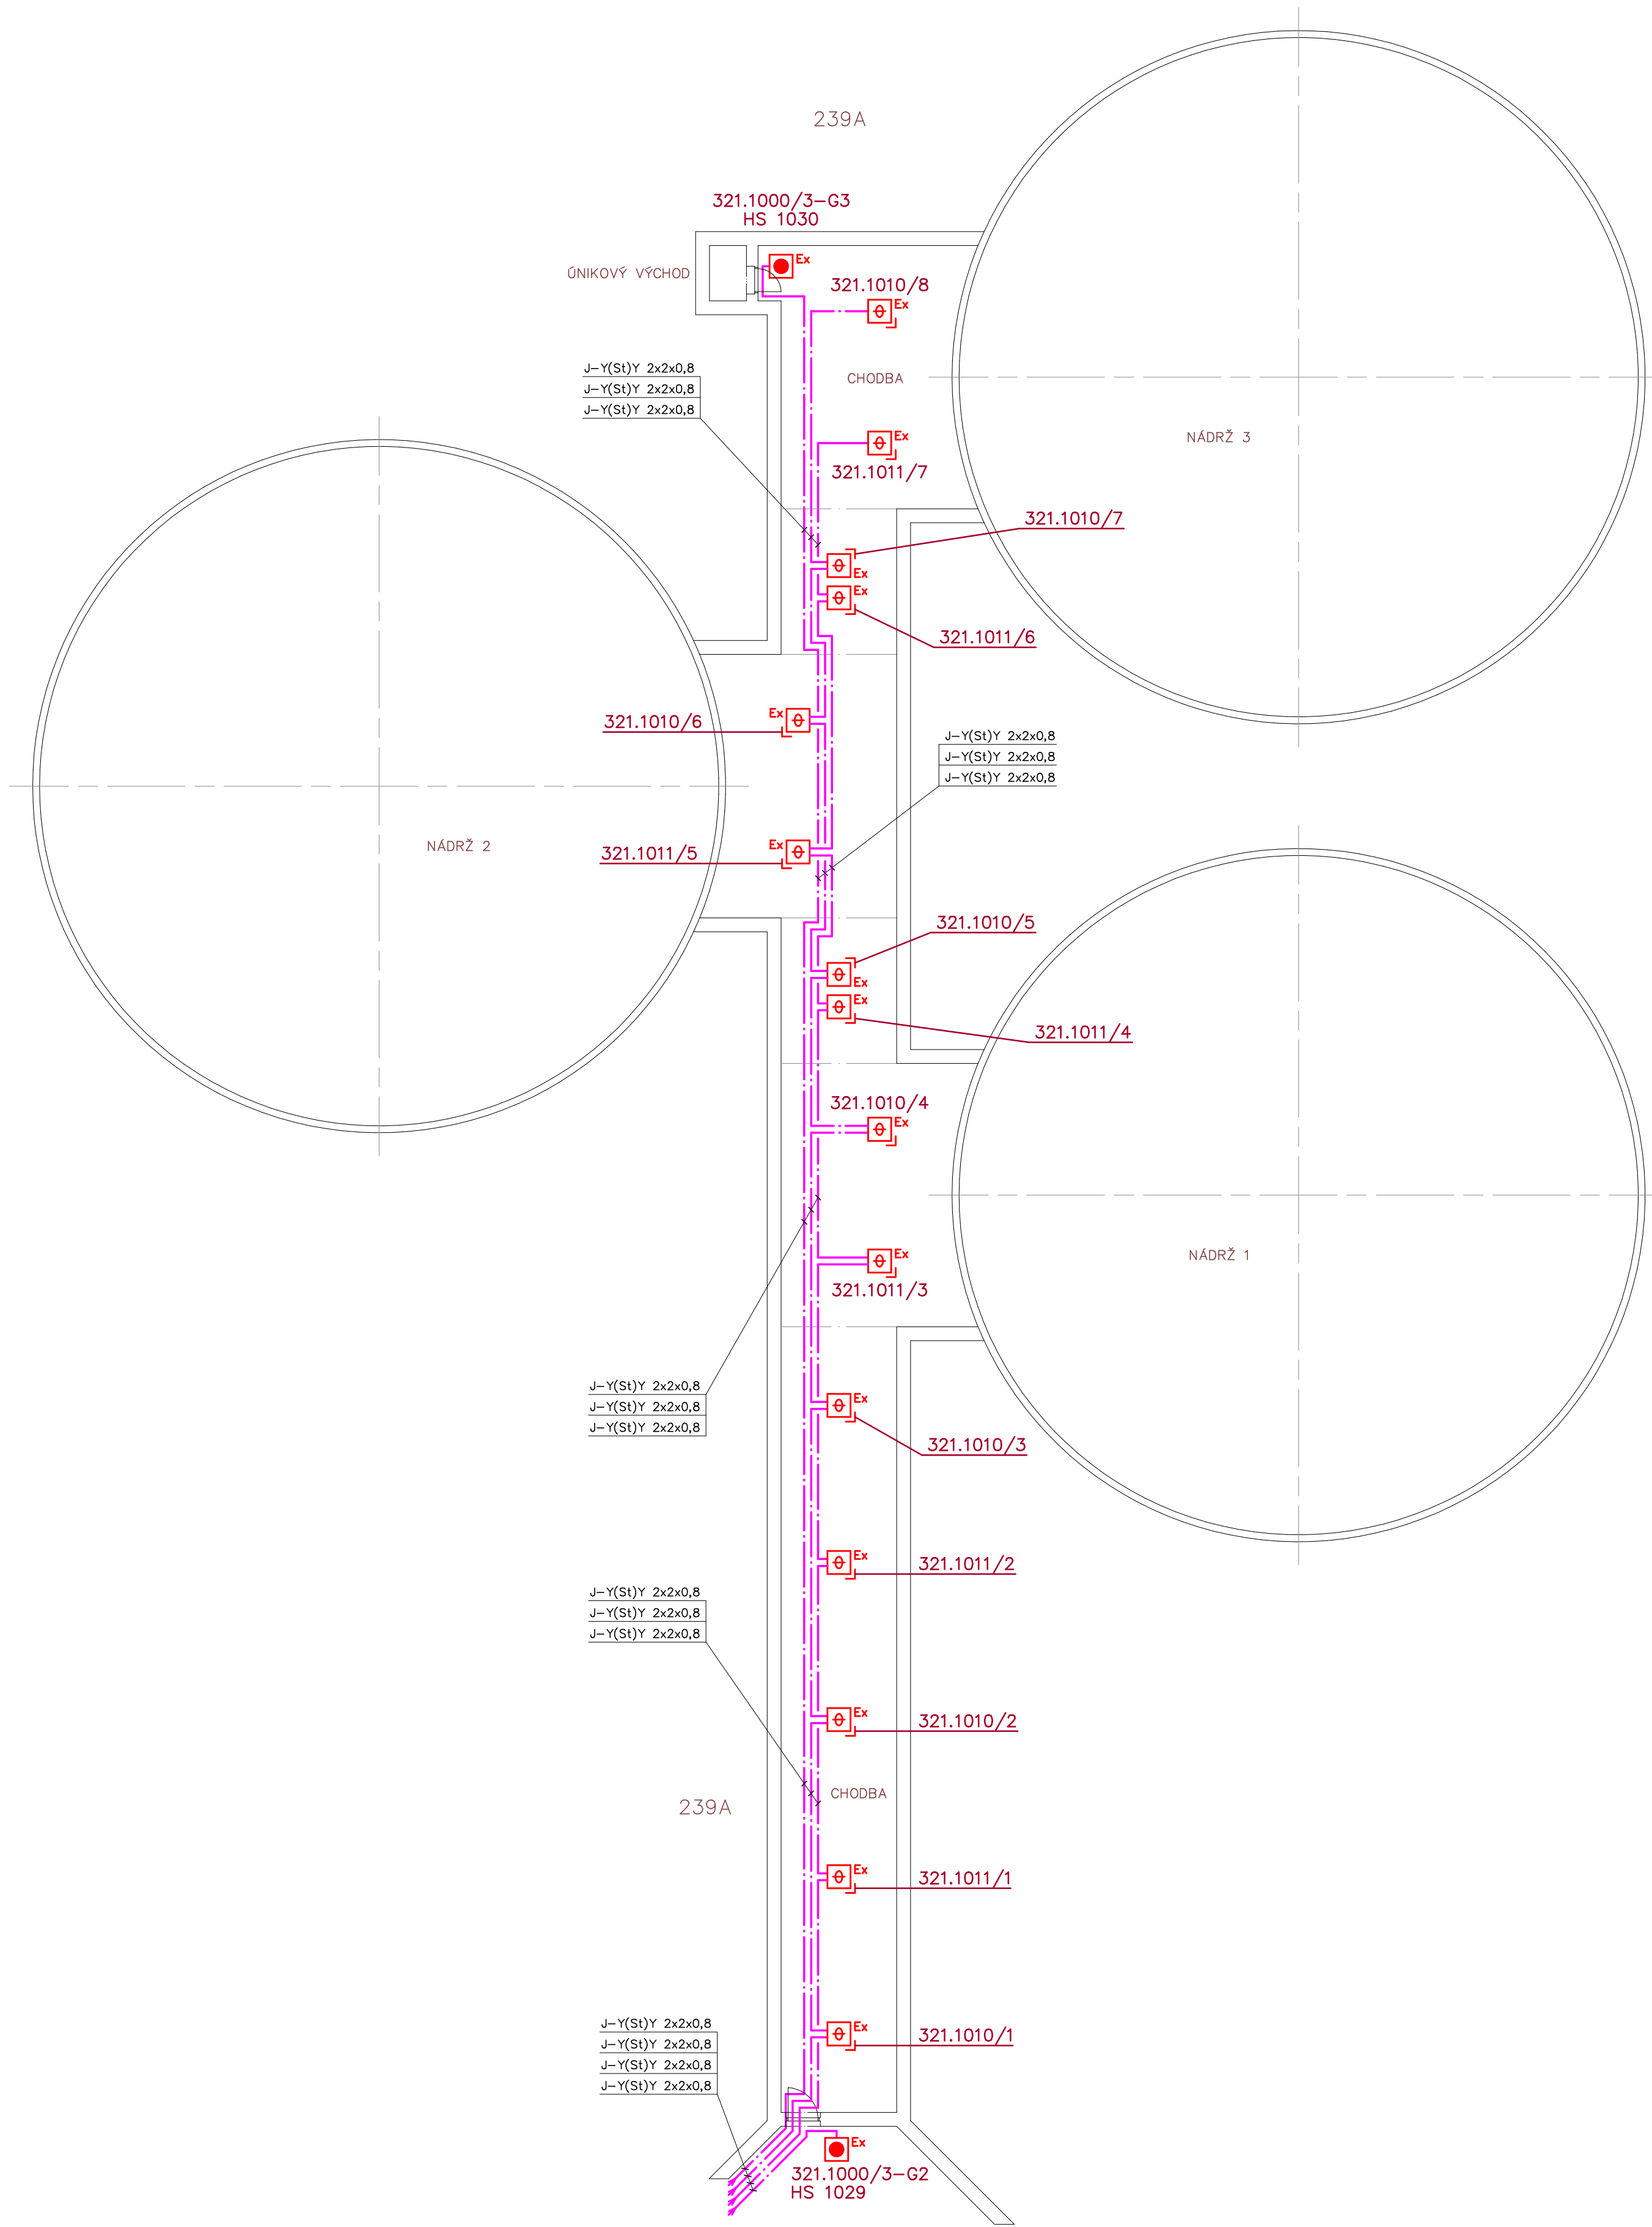 239A
321.1000/3-G3
HS 1030
Ex
ÚNIKOVÝ VÝCHOD
321.1010/8
Ex
J-Y(St)Y 2x2x0,8
J-Y(St)Y 2x2x0,8
J-Y(St)Y 2x2x0,8
CHODBA
NÁDRŽ 3
Ex
321.1011/7
321.1010/7
Ex
Ex
321.1011/6
Ex
321.1010/6
J-Y(St)Y 2x2x0,8
J-Y(St)Y 2x2x0,8
J-Y(St)Y 2x2x0,8
NÁDRŽ 2
Ex
321.1011/5
321.1010/5
Ex
Ex
321.1011/4
321.1010/4
Ex
NÁDRŽ 1
Ex
321.1011/3
J-Y(St)Y 2x2x0,8
J-Y(St)Y 2x2x0,8
J-Y(St)Y 2x2x0,8
Ex
321.1010/3
Ex
321.1011/2
J-Y(St)Y 2x2x0,8
J-Y(St)Y 2x2x0,8
J-Y(St)Y 2x2x0,8
Ex
321.1010/2
CHODBA
239A
Ex
321.1011/1
Ex
321.1010/1
J-Y(St)Y 2x2x0,8
J-Y(St)Y 2x2x0,8
J-Y(St)Y 2x2x0,8
J-Y(St)Y 2x2x0,8
Ex
321.1000/3-G2
HS 1029